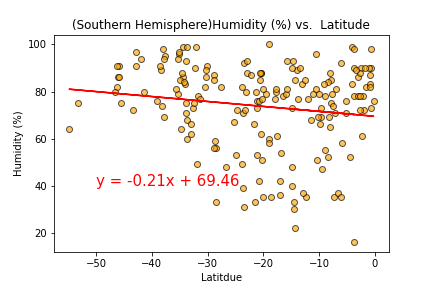 (Southern Hemisphere)Humidity (%) vs.  Latitude
100
80
60
40
20
Humidity (%)
y = -0.21x + 69.46
−50 −40 −30 −20 −10 0
Latitdue